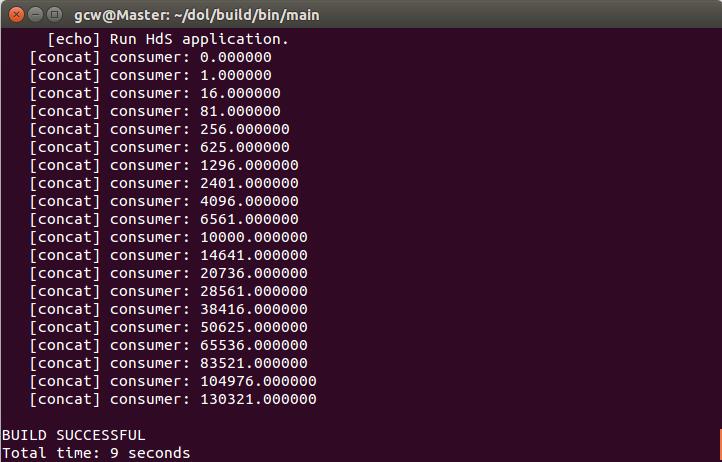 gcw@Master: ~/dol/build/bin/main
[echo] Run HdS application.
[concat] consumer: 0.000000
[concat] consumer: 1.000000
[concat] consumer: 16.000000
[concat] consumer: 81.000000
[concat] consumer: 256.000000
[concat] consumer: 625.000000
[concat] consumer: 1296.000000
[concat] consumer: 2401.000000
[concat] consumer: 4096.000000
[concat] consumer: 6561.000000
[concat] consumer: 10000.000000
[concat] consumer: 14641.000000
[concat] consumer: 20736.000000
[concat] consumer: 28561.000000
[concat] consumer: 38416.000000
[concat] consumer: 50625.000000
[concat] consumer: 65536.000000
[concat] consumer: 83521.000000
[concat] consumer: 104976.000000
[concat] consumer: 130321.000000
BUILD SUCCESSFUL
Total time: 9 seconds